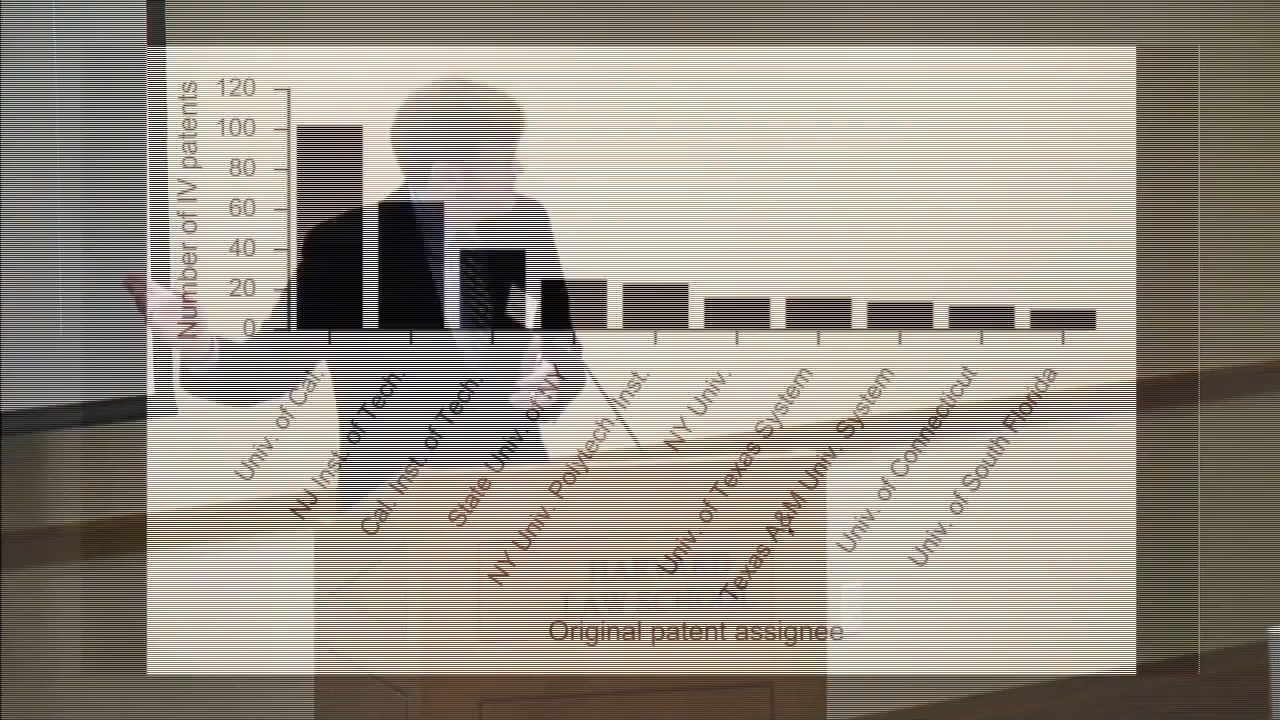 Number of IV patents
120
100
80
60
40
20
0
Univ. of Cal.
NJ Inst. of Tech.
Cal. Inst. of Tech.
State Univ. of NY
NY Univ. Polytech. Inst.
NY Univ.
Univ. of Texas System
Texas A&M Univ. System
Univ. of Connecticut
Univ. of South Florida
Original patent assignee